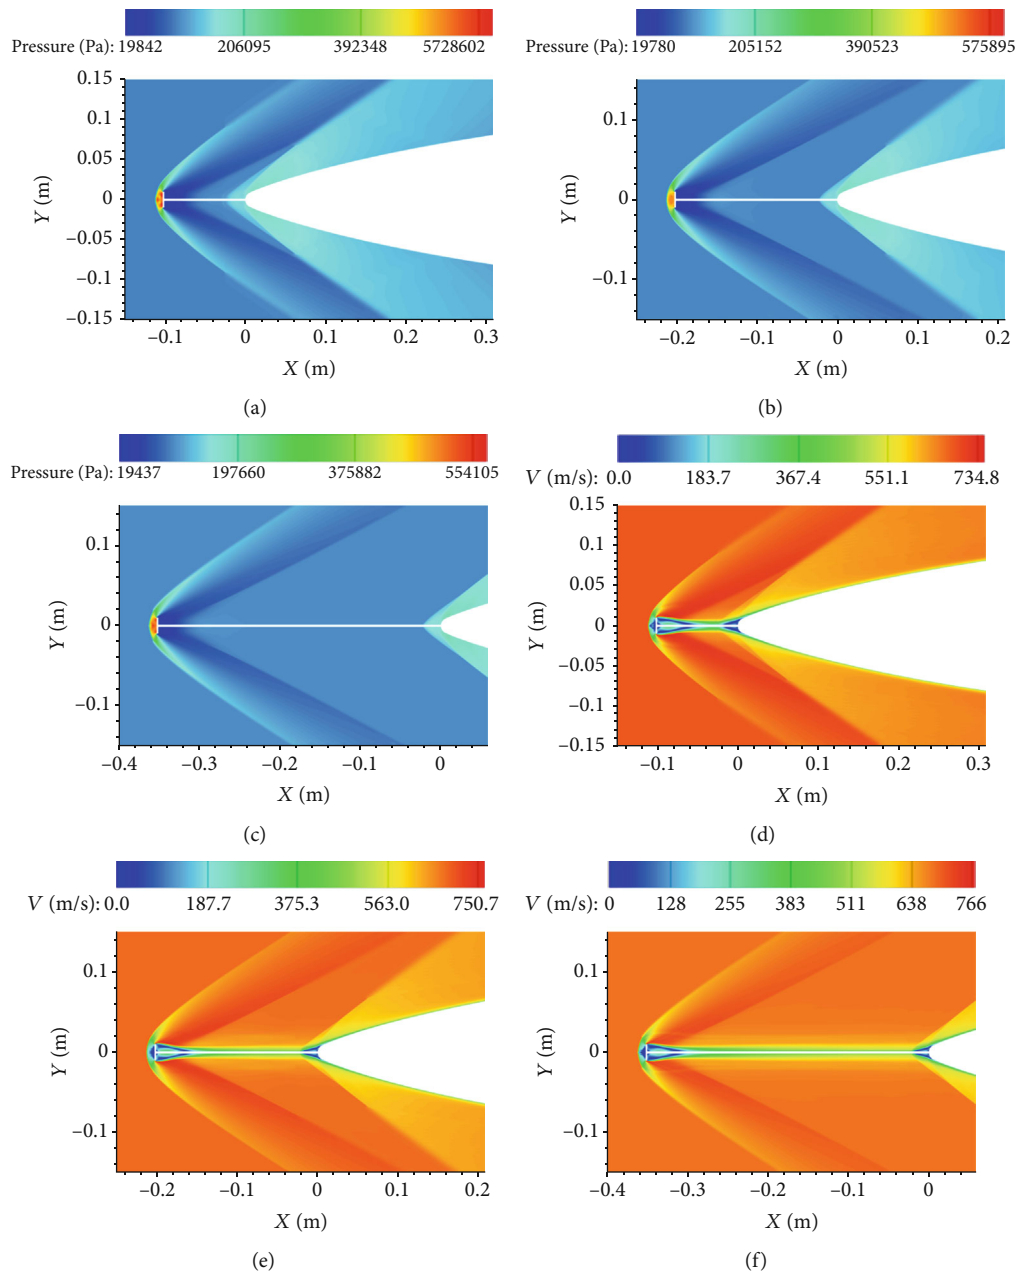 Pressure (Pa): 19842 206095 392348 5728602
Pressure (Pa): 19780 205152 390523 575895
0.15
0.1
0.05
0
−0.05
−0.1
−0.15
Y (m)
−0.1 0 0.1 0.2 0.3
X (m)
(a)
0.1
0
−0.1
Y (m)
−0.2 −0.1 0 0.1 0.2
X (m)
(b)
Pressure (Pa): 19437 197660 375882 554105
V (m/s): 0.0 183.7 367.4 551.1 734.8
0.1
0
−0.1
Y (m)
−0.4 −0.3 −0.2 −0.1 0
X (m)
(c)
0.15
0.1
0.05
0
−0.05
−0.1
−0.15
Y (m)
−0.1 0 0.1 0.2 0.3
X (m)
(d)
V (m/s): 0.0 187.7 375.3 563.0 750.7
V (m/s): 0 128 255 383 511 638 766
0.1
0
−0.1
Y (m)
−0.2 −0.1 0 0.1 0.2
X (m)
(e)
0.1
0
−0.1
Y (m)
−0.4 −0.3 −0.2 −0.1 0
X (m)
(f)